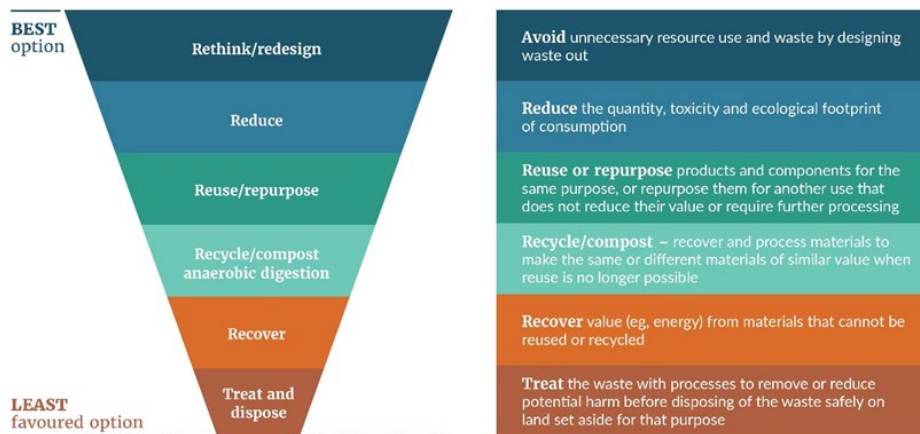 BEST
option
Rethink/redesign
Avoid unnecessary resource use and waste by designing
waste out
Reduce
Reduce the quantity, toxicity and ecological footprint
of consumption
Reuse/repurpose
Reuse or repurpose products and components for the
same purpose, or repurpose them for another use that
does not reduce their value or require further processing
Recycle/compost
anaerobic digestion
Recycle/compost – recover and process materials to
make the same or different materials of similar value when
reuse is no longer possible
Recover
Recover value (eg, energy) from materials that cannot be
reused or recycled
LEAST
favoured option
Treat and
dispose
Treat the waste with processes to remove or reduce
potential harm before disposing of the waste safely on
land set aside for that purpose